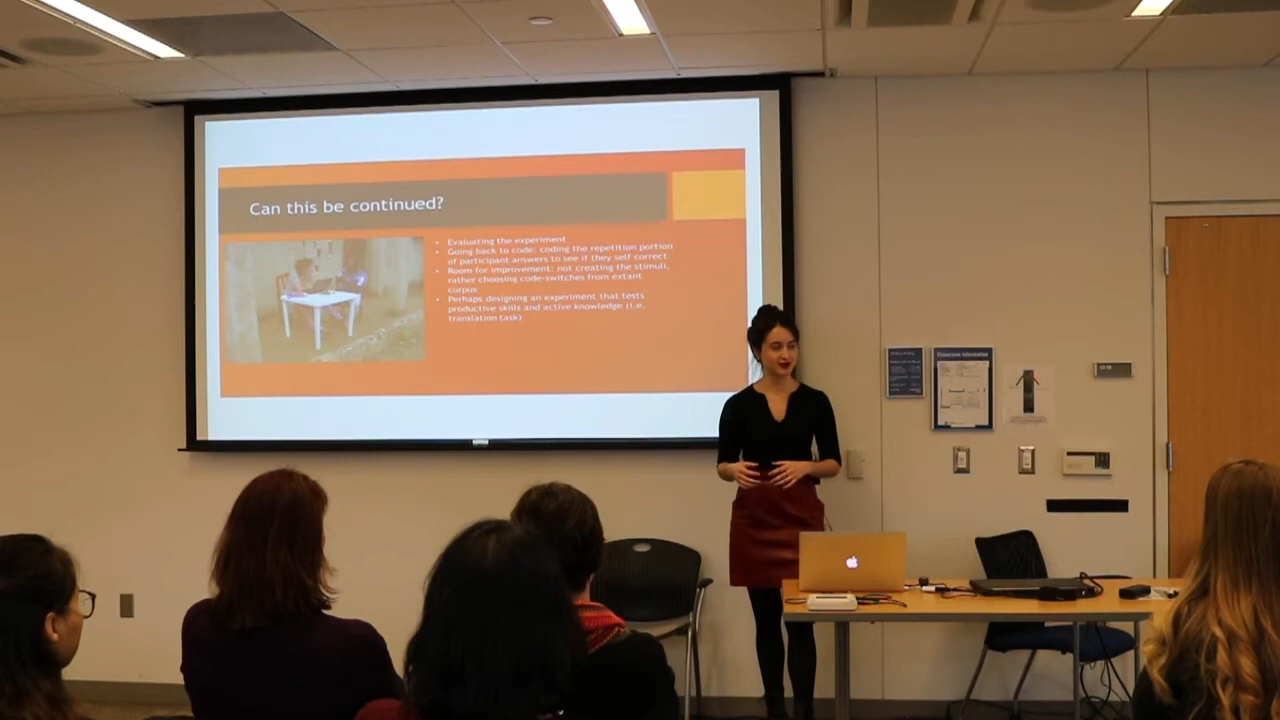 Can this be continued?
• Evaluating the experiment
• Going back to code: coding the repetition portion
of participant answers to see if they self correct
• Room for improvement: not creating the stimuli,
rather choosing code-switches from extant
corpus
• Perhaps designing an experiment that tests
productive skills and active knowledge (i.e.
translation task)
Classroom Information